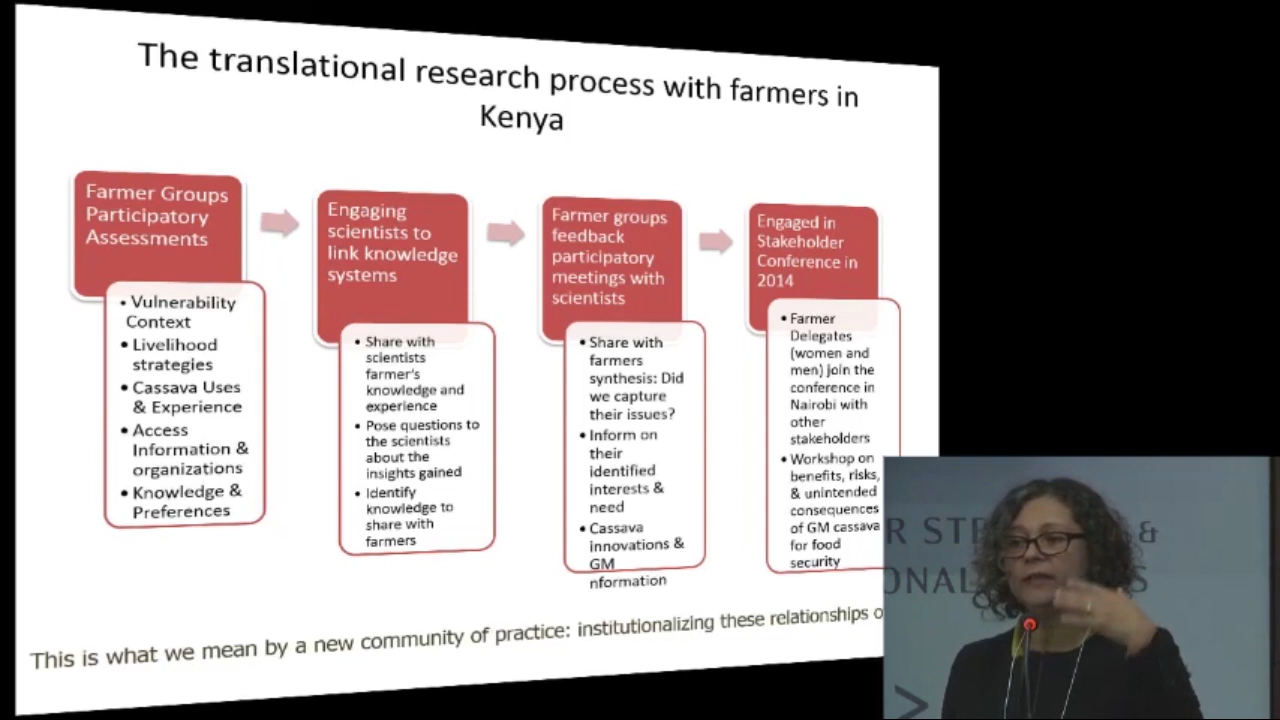 The translational research process with farmers in
Kenya
Farmer Groups
Participatory
Assessments
• Vulnerability
Context
• Livelihood
strategies
• Cassava Uses
& Experience
• Access
Information &
organizations
• Knowledge &
Preferences
Engaging
scientists to
link knowledge
systems
• Share with
scientists
farmer's
knowledge and
experience
• Pose questions to
the scientists
about the
insights gained
• Identify
knowledge to
share with
farmers
Farmer groups
feedback
participatory
meetings with
scientists
• Share with
farmers
synthesis: Did
we capture
their issues?
• Inform on
their
identified
interests &
need
• Cassava
innovations &
GM
nformation
Engaged in
Stakeholder
Conference in
2014
• Farmer
Delegates
(women and
men) join the
conference in
Nairobi with
other
stakeholders
• Workshop on
benefits, risks,
& unintended
consequences
of GM cassava
for food
security
This is what we mean by a new community of practice: institutionalizing these relationships
R STE &
ONAL S